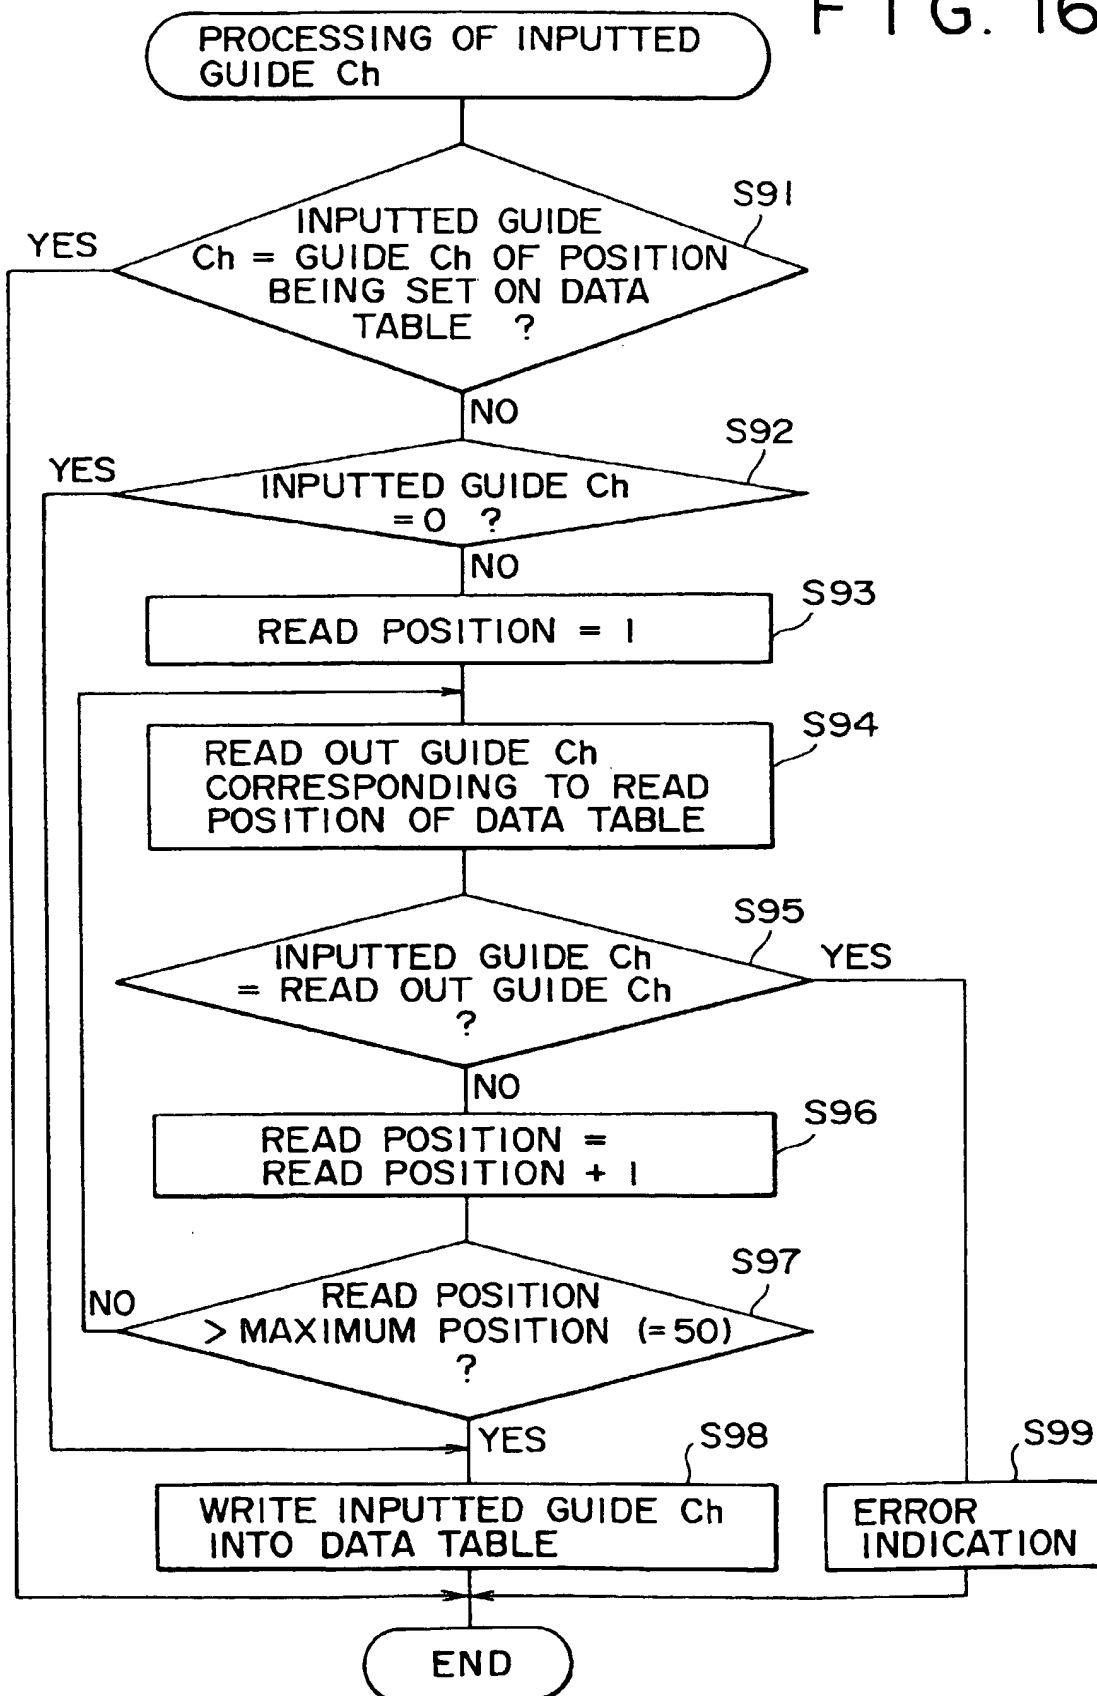 FIG. 16
PROCESSING OF INPUTTED
GUIDE Ch
S91
INPUTTED GUIDE
Ch = GUIDE Ch OF POSITION
BEING SET ON DATA
TABLE ?
YES
NO
S92
YES
INPUTTED GUIDE Ch
= 0 ?
NO
S93
READ POSITION = 1
S94
READ OUT GUIDE Ch
CORRESPONDING TO READ
POSITION OF DATA TABLE
S95
INPUTTED GUIDE Ch
= READ OUT GUIDE Ch
?
YES
NO
S96
READ POSITION =
READ POSITION + 1
S97
NO
READ POSITION
> MAXIMUM POSITION (=50)
?
YES
S98
WRITE INPUTTED GUIDE Ch
INTO DATA TABLE
S99
ERROR
INDICATION
END